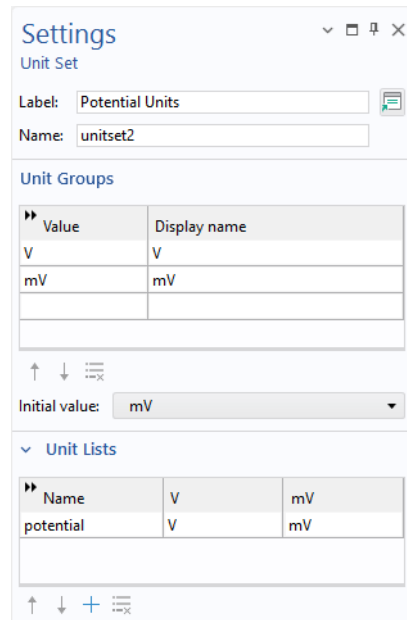 Settings
Unit Set
Label: Potential Units
Name: unitset2
Unit Groups
Value Display name
V V
mV mV
Initial value: mV
Unit Lists
Name V mV
potential V mV